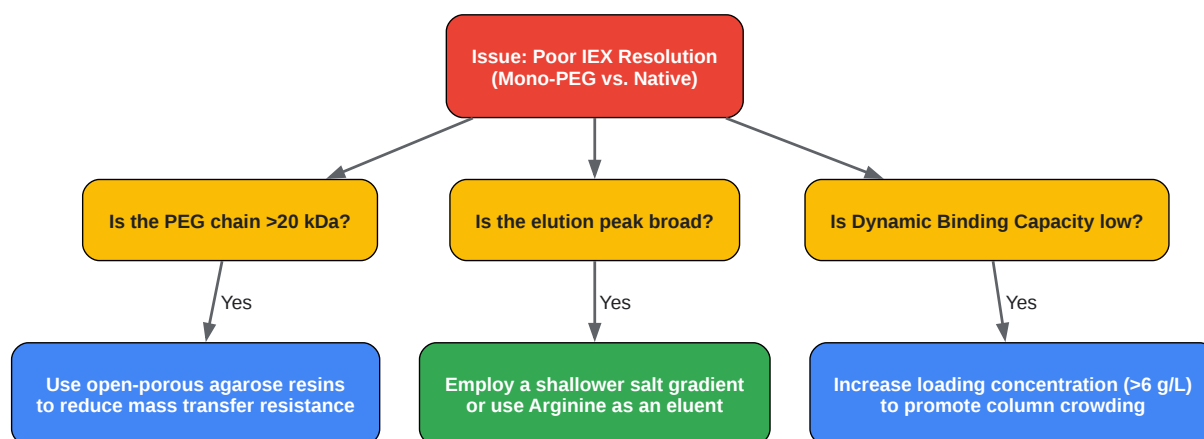 Issue: Poor IEX Resolution
(Mono-PEG vs. Native)
Is the PEG chain >20 kDa?
Is the elution peak broad?
Is Dynamic Binding Capacity low?
Yes
Yes
Yes
Use open-porous agarose resins
to reduce mass transfer resistance
Employ a shallower salt gradient
or use Arginine as an eluent
Increase loading concentration (>6 g/L)
to promote column crowding